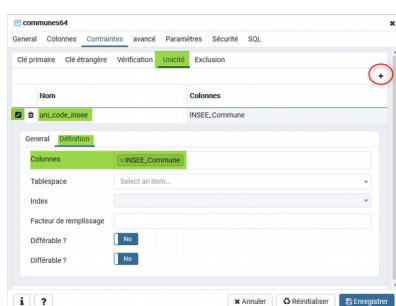 communes64
General Colonnes Contraintes avancé Paramètres Sécurité SQL
Clé primaire Clé étrangère Vérification Unicité Exclusion
Nom Colonnes
uni_code_insee INSEE_Commune
General Définition
Colonnes INSEE_Commune
Tablespace Select an item...
Index
Facteur de remplissage
Différable ? No
Différable ? No
i ? Annuler Réinitialiser Enregistrer